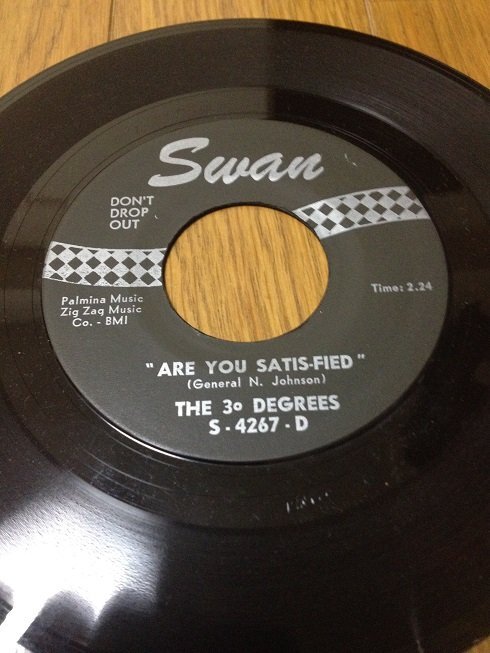 Swan
DON'T
DROP
OUT
Palmina Music
Zig Zag Music
Co. - BMI
Time: 2.24
"ARE YOU SATIS-FIED"
(General N. Johnson)
THE 3º DEGREES
S-4267-D